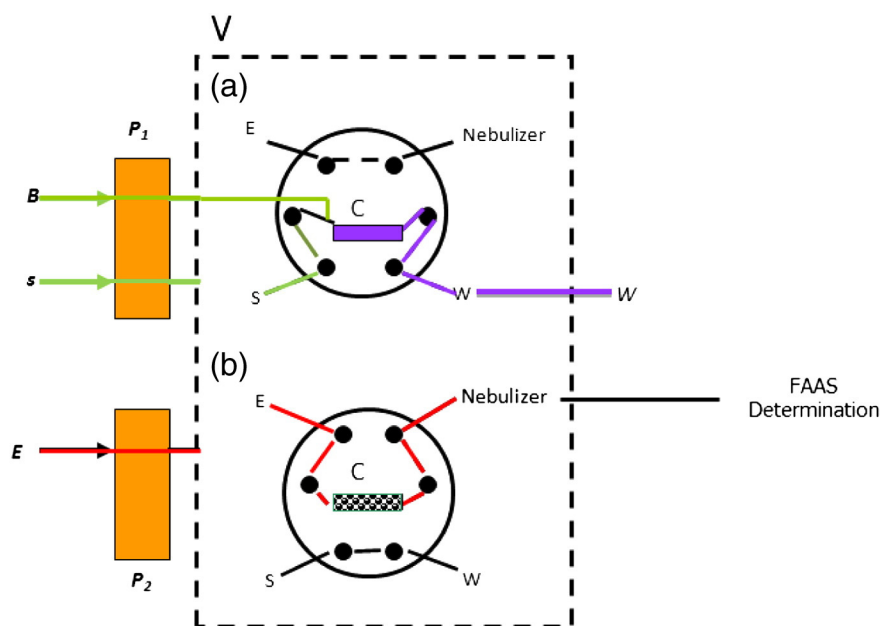 V
(a)
P1
E
Nebulizer
B
C
s
S
W
W
(b)
E
Nebulizer
FAAS
Determination
E
C
S
W
P2